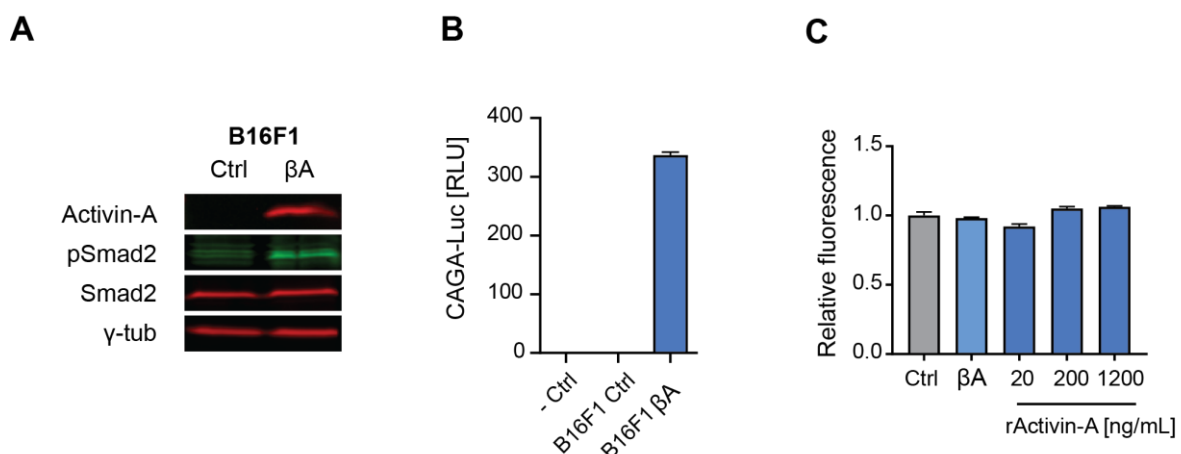 A
B16F1
Ctrl βA
Activin-A
pSmad2
Smad2
γ-tub
B
CAGA-Luc [RLU]
400
300
200
100
0
- Ctrl
B16F1 Ctrl
B16F1 βA
C
Relative fluorescence
1.5
1.0
0.5
0.0
Ctrl βA 20 200 1200
rActivin-A [ng/mL]